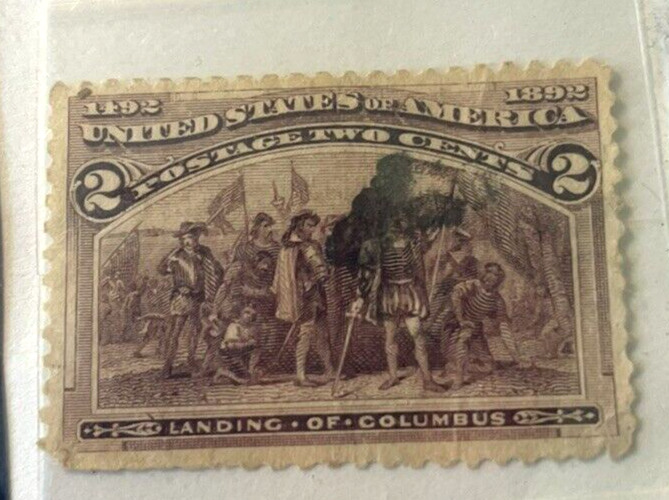 1492 1892
UNITED STATES OF AMERICA
POSTAGE TWO CENTS
2 2
LANDING · OF · COLUMBUS